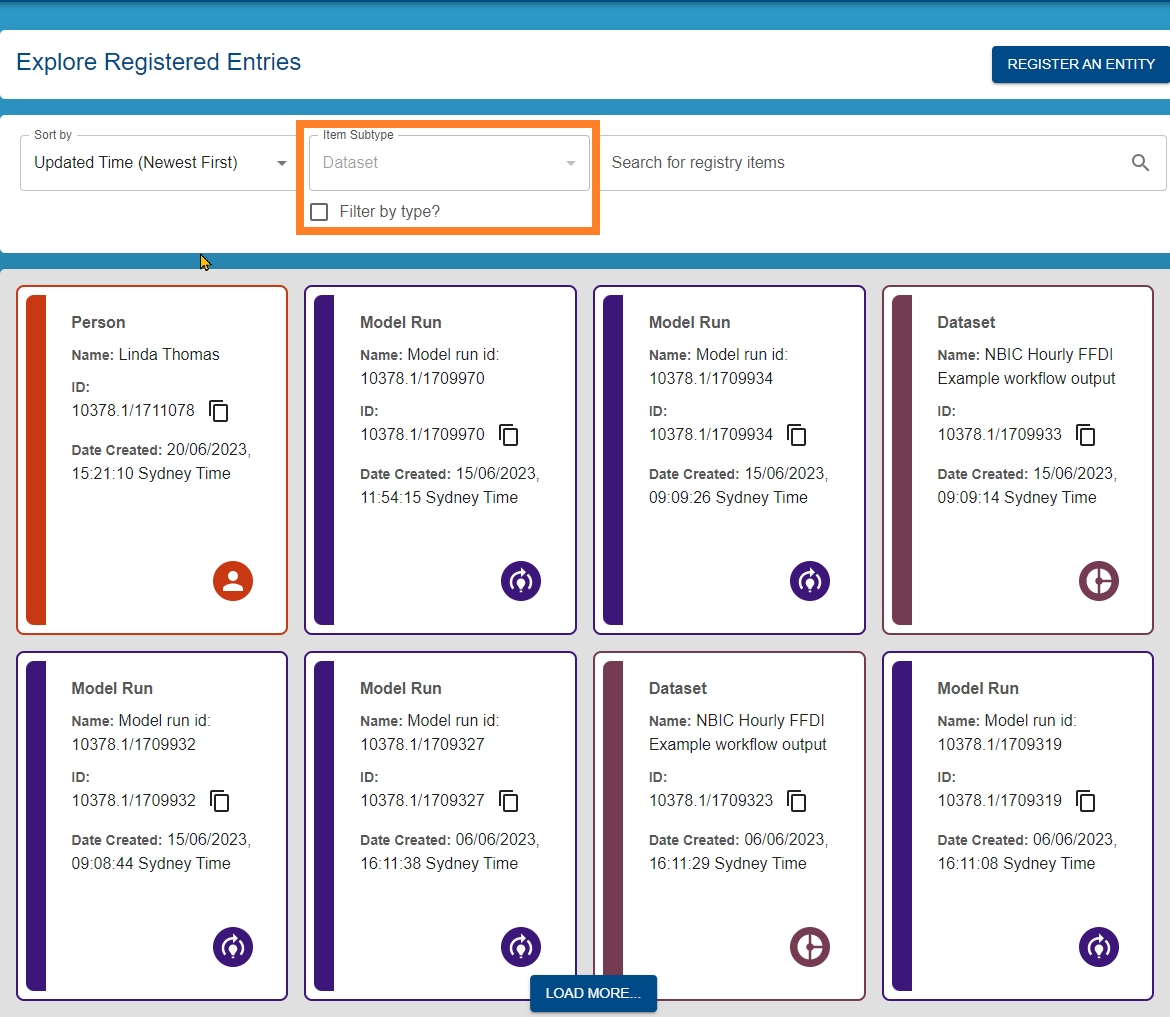 Explore Registered Entries
REGISTER AN ENTITY
Sort by
Updated Time (Newest First)
Item Subtype
Dataset
Filter by type?
Search for registry items
Person
Name: Linda Thomas
ID:
10378.1/1711078
Date Created: 20/06/2023,
15:21:10 Sydney Time
Model Run
Name: Model run id:
10378.1/1709970
ID:
10378.1/1709970
Date Created: 15/06/2023,
11:54:15 Sydney Time
Model Run
Name: Model run id:
10378.1/1709934
ID:
10378.1/1709934
Date Created: 15/06/2023,
09:09:26 Sydney Time
Dataset
Name: NBIC Hourly FFDI
Example workflow output
ID:
10378.1/1709933
Date Created: 15/06/2023,
09:09:14 Sydney Time
Model Run
Name: Model run id:
10378.1/1709932
ID:
10378.1/1709932
Date Created: 15/06/2023,
09:08:44 Sydney Time
Model Run
Name: Model run id:
10378.1/1709327
ID:
10378.1/1709327
Date Created: 06/06/2023,
16:11:38 Sydney Time
Dataset
Name: NBIC Hourly FFDI
Example workflow output
ID:
10378.1/1709323
Date Created: 06/06/2023,
16:11:29 Sydney Time
Model Run
Name: Model run id:
10378.1/1709319
ID:
10378.1/1709319
Date Created: 06/06/2023,
16:11:08 Sydney Time
LOAD MORE...